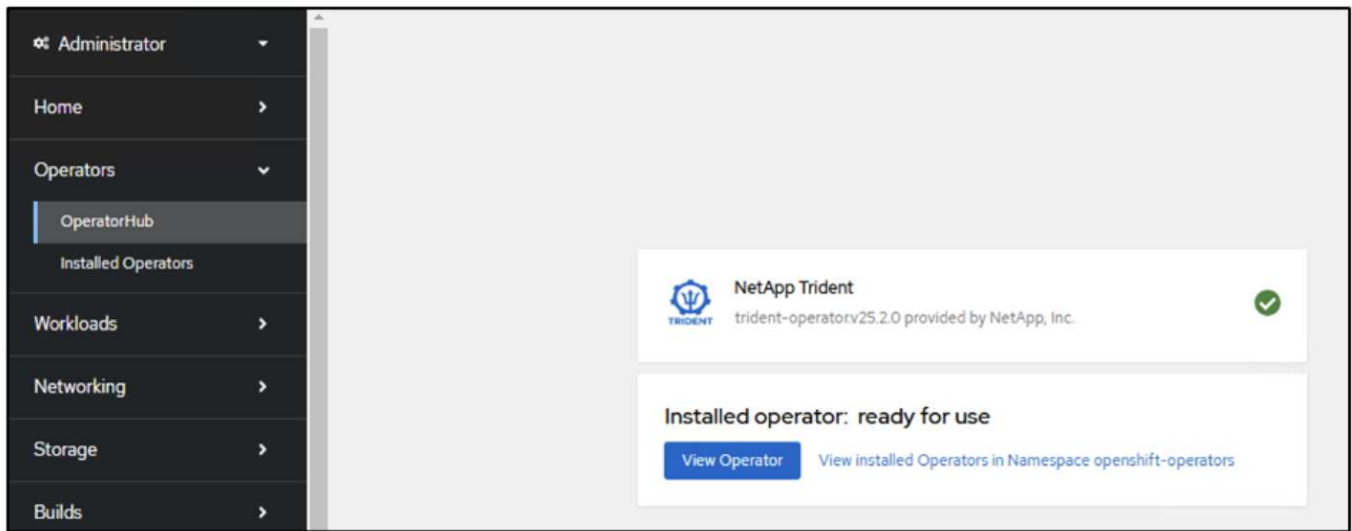 Administrator
Home
Operators
OperatorHub
Installed Operators
Workloads
Networking
Storage
Builds
NetApp Trident
TRIDENT
trident-operator.v25.2.0 provided by NetApp, Inc.
Installed operator: ready for use
View Operator
View installed Operators in Namespace openshift-operators